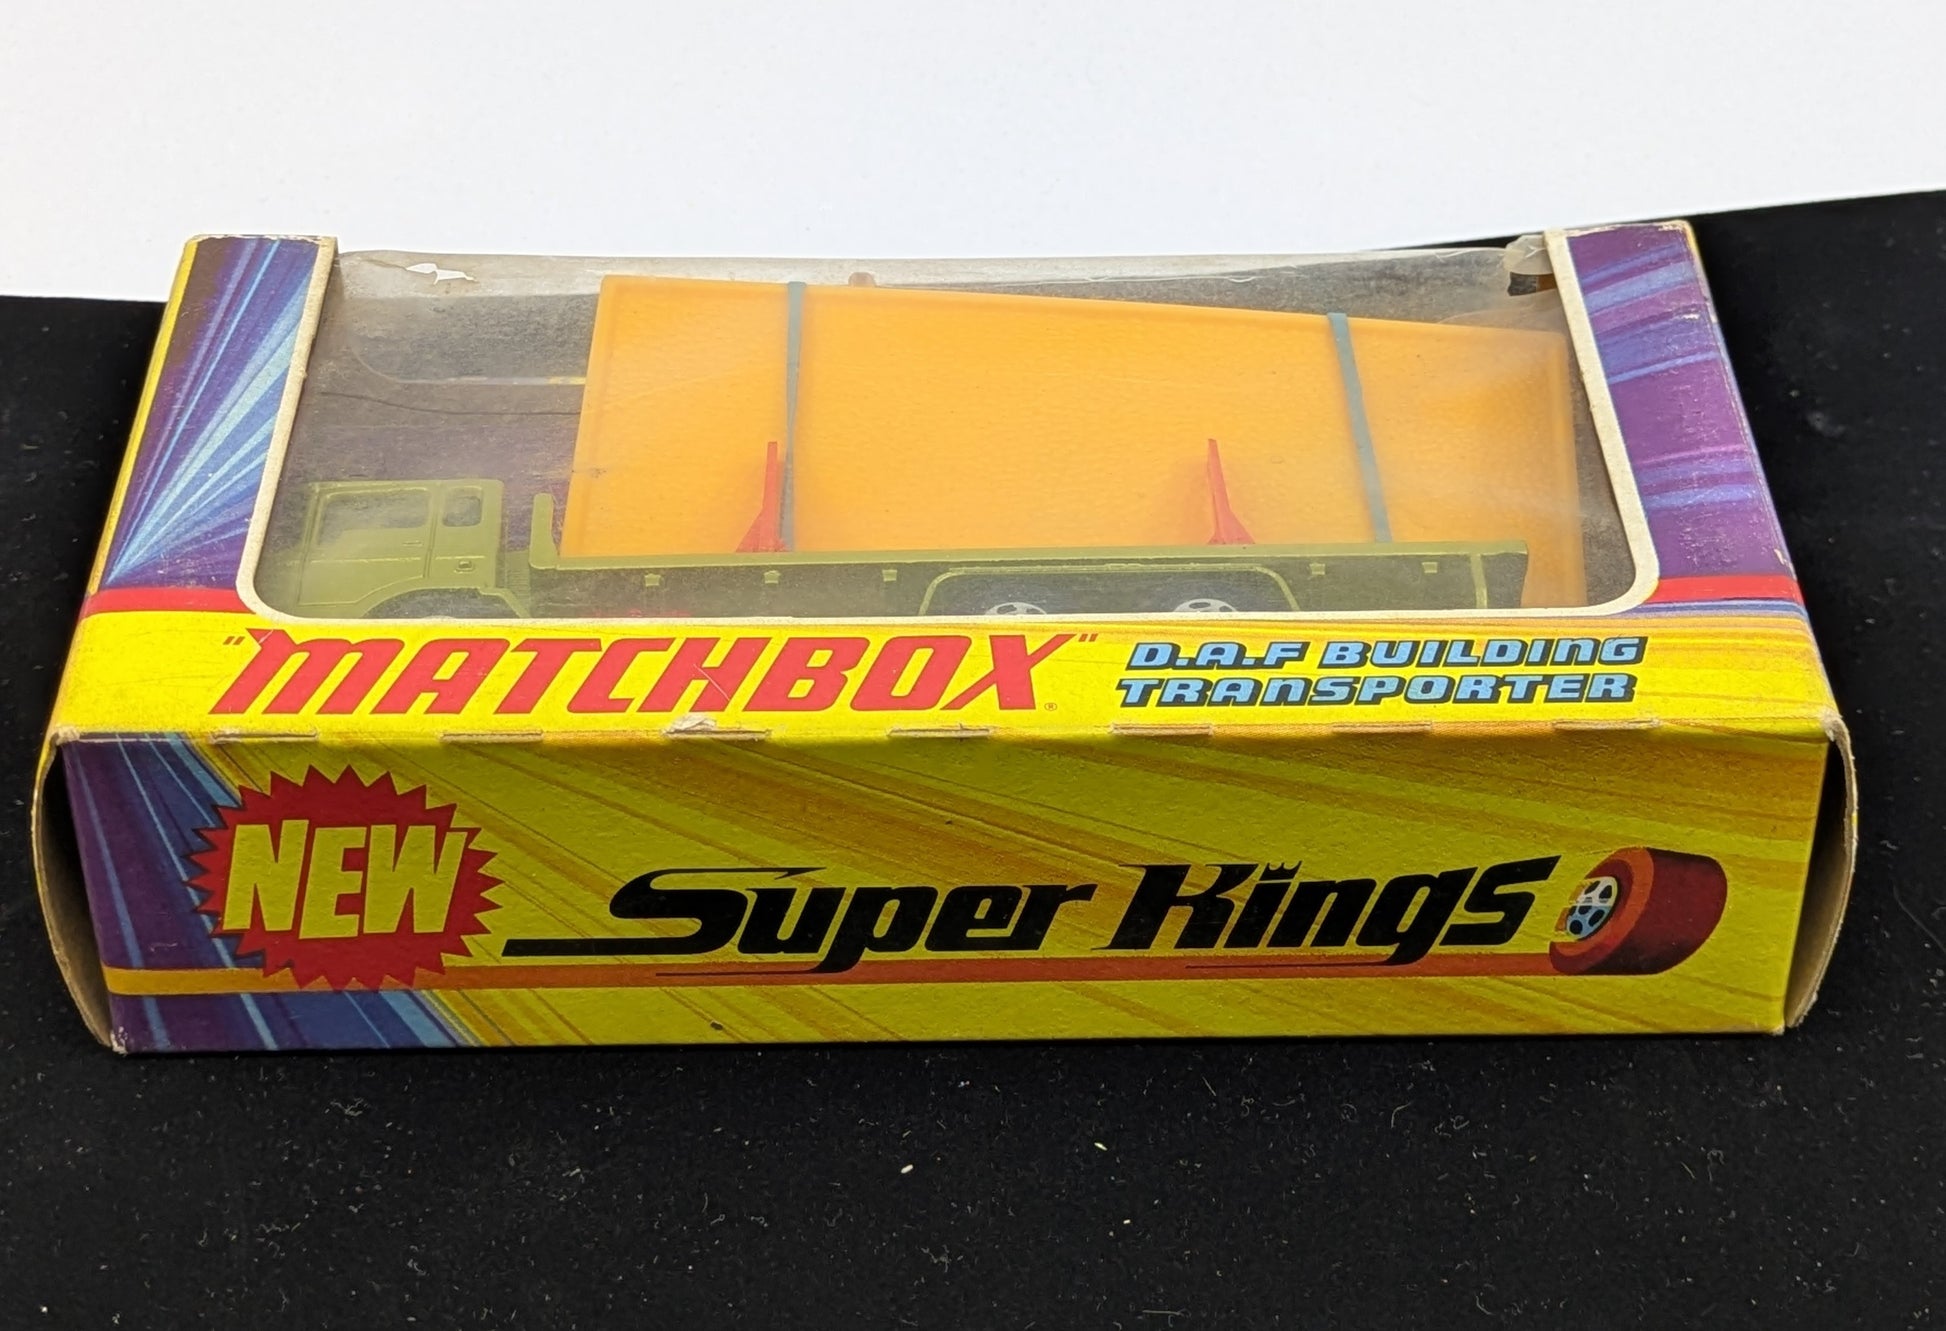 "MATCHBOX"®
D.A.F BUILDING
TRANSPORTER
NEW
Super Kings